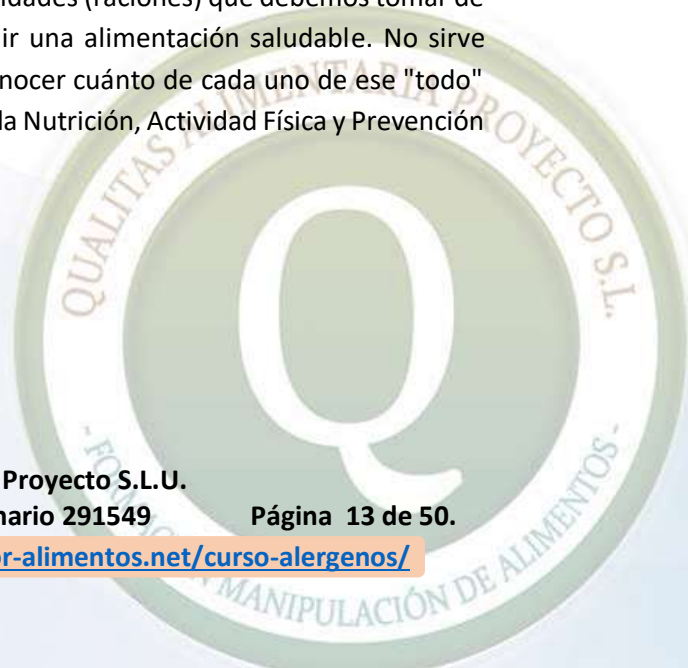 idades (raciones) que debemos tomar de
ir una alimentación saludable. No sirve
nocer cuánto de cada uno de ese "todo"
la Nutrición, Actividad Física y Prevención
QUALITAS ALIMENTARIA PROYECTO S.L.
Q
- FORMACIÓN MANIPULACIÓN DE ALIMENTOS -
Proyecto S.L.U.
nario 291549 Página 13 de 50.
or-alimentos.net/curso-alergenos/